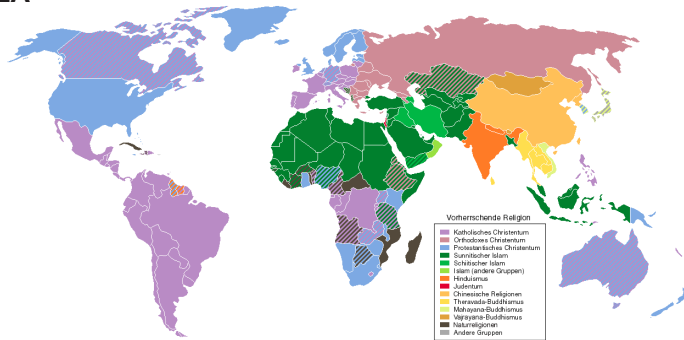 Vorherrschende Religion
Katholisches Christentum
Orthodoxes Christentum
Protestantisches Christentum
Sunnitischer Islam
Schiitischer Islam
Islam (andere Gruppen)
Hinduismus
Judentum
Chinesische Religionen
Theravada-Buddhismus
Mahayana-Buddhismus
Vajrayana-Buddhismus
Naturreligionen
Andere Gruppen